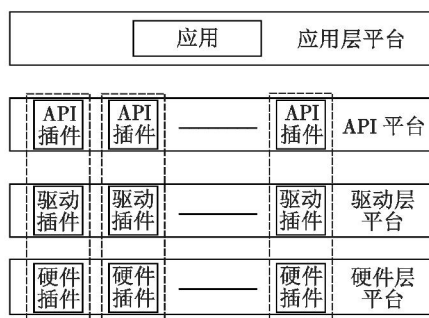 应用 应用层平台
API 插件 API 插件 API 插件 API 平台
驱动 插件 驱动 插件 驱动 插件 驱动层 平台
硬件 插件 硬件 插件 硬件 插件 硬件层 平台